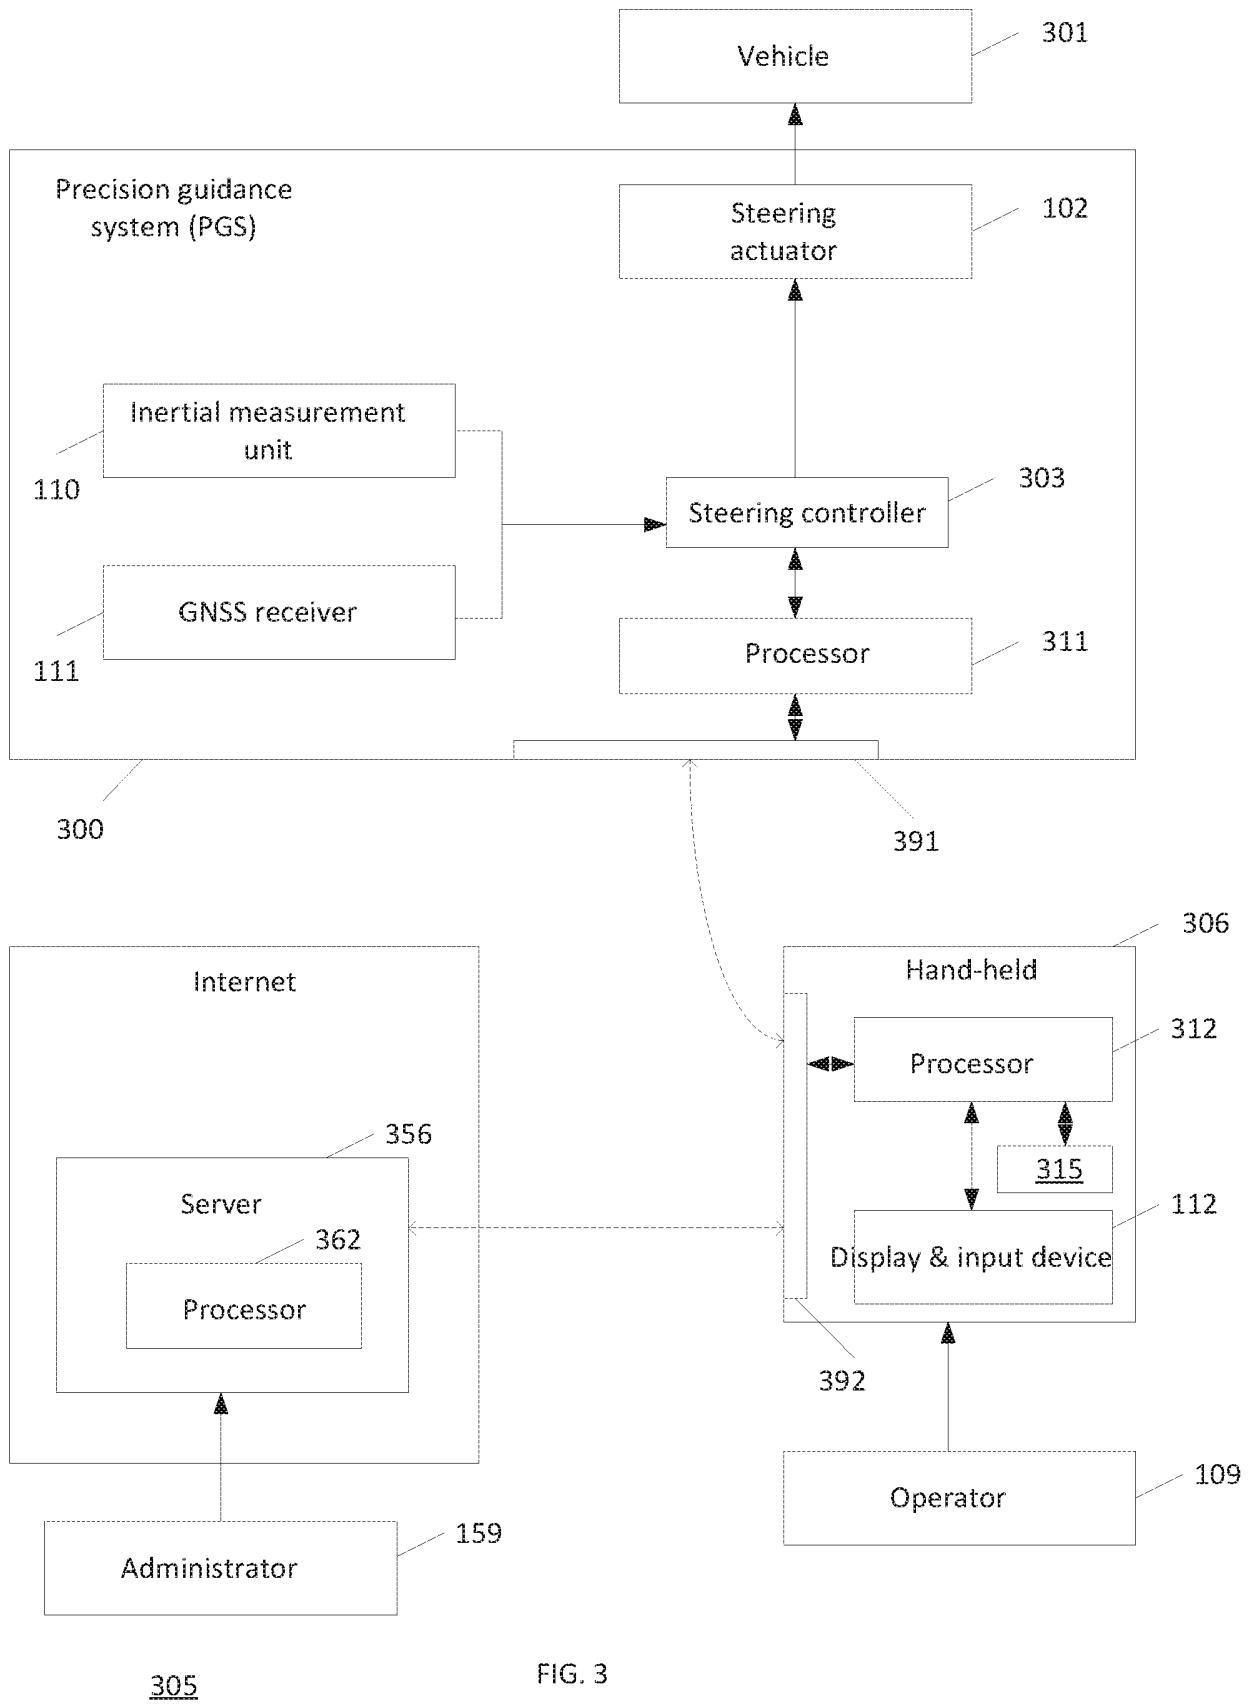 Vehicle
301
Precision guidance
system (PGS)
Steering
actuator
102
Inertial measurement
unit
110
Steering controller
303
GNSS receiver
111
Processor
311
300
391
306
Internet
Hand-held
312
Processor
356
315
Server
112
362
Display & input device
Processor
392
109
Operator
159
Administrator
305
FIG. 3